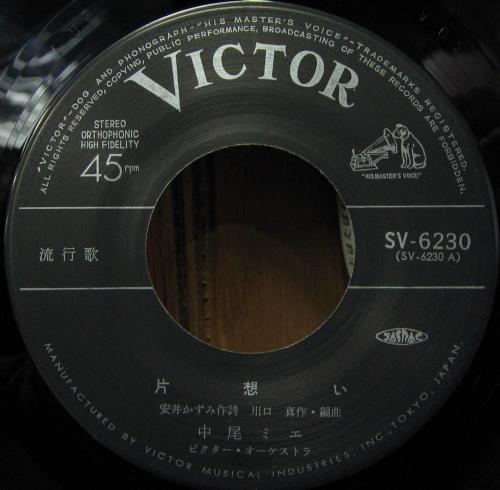 "VICTOR"-DOG AND PHONOGRAPH-"HIS MASTER'S VOICE"-TRADEMARKS REGISTERED.
ALL RIGHTS RESERVED, COPYING, PUBLIC PERFORMANCE, BROADCASTING OF THESE RECORDS ARE FORBIDDEN.
VICTOR
STEREO
ORTHOPHONIC
HIGH FIDELITY
45 rpm
"HIS MASTER'S VOICE"
流行歌
SV-6230
(SV-6230 A)
JASRAC
片想い
安井かずみ作詩 川口 真作・編曲
中尾ミエ
ビクター・オーケストラ
MANUFACTURED BY VICTOR MUSICAL INDUSTRIES, INC., TOKYO, JAPAN.